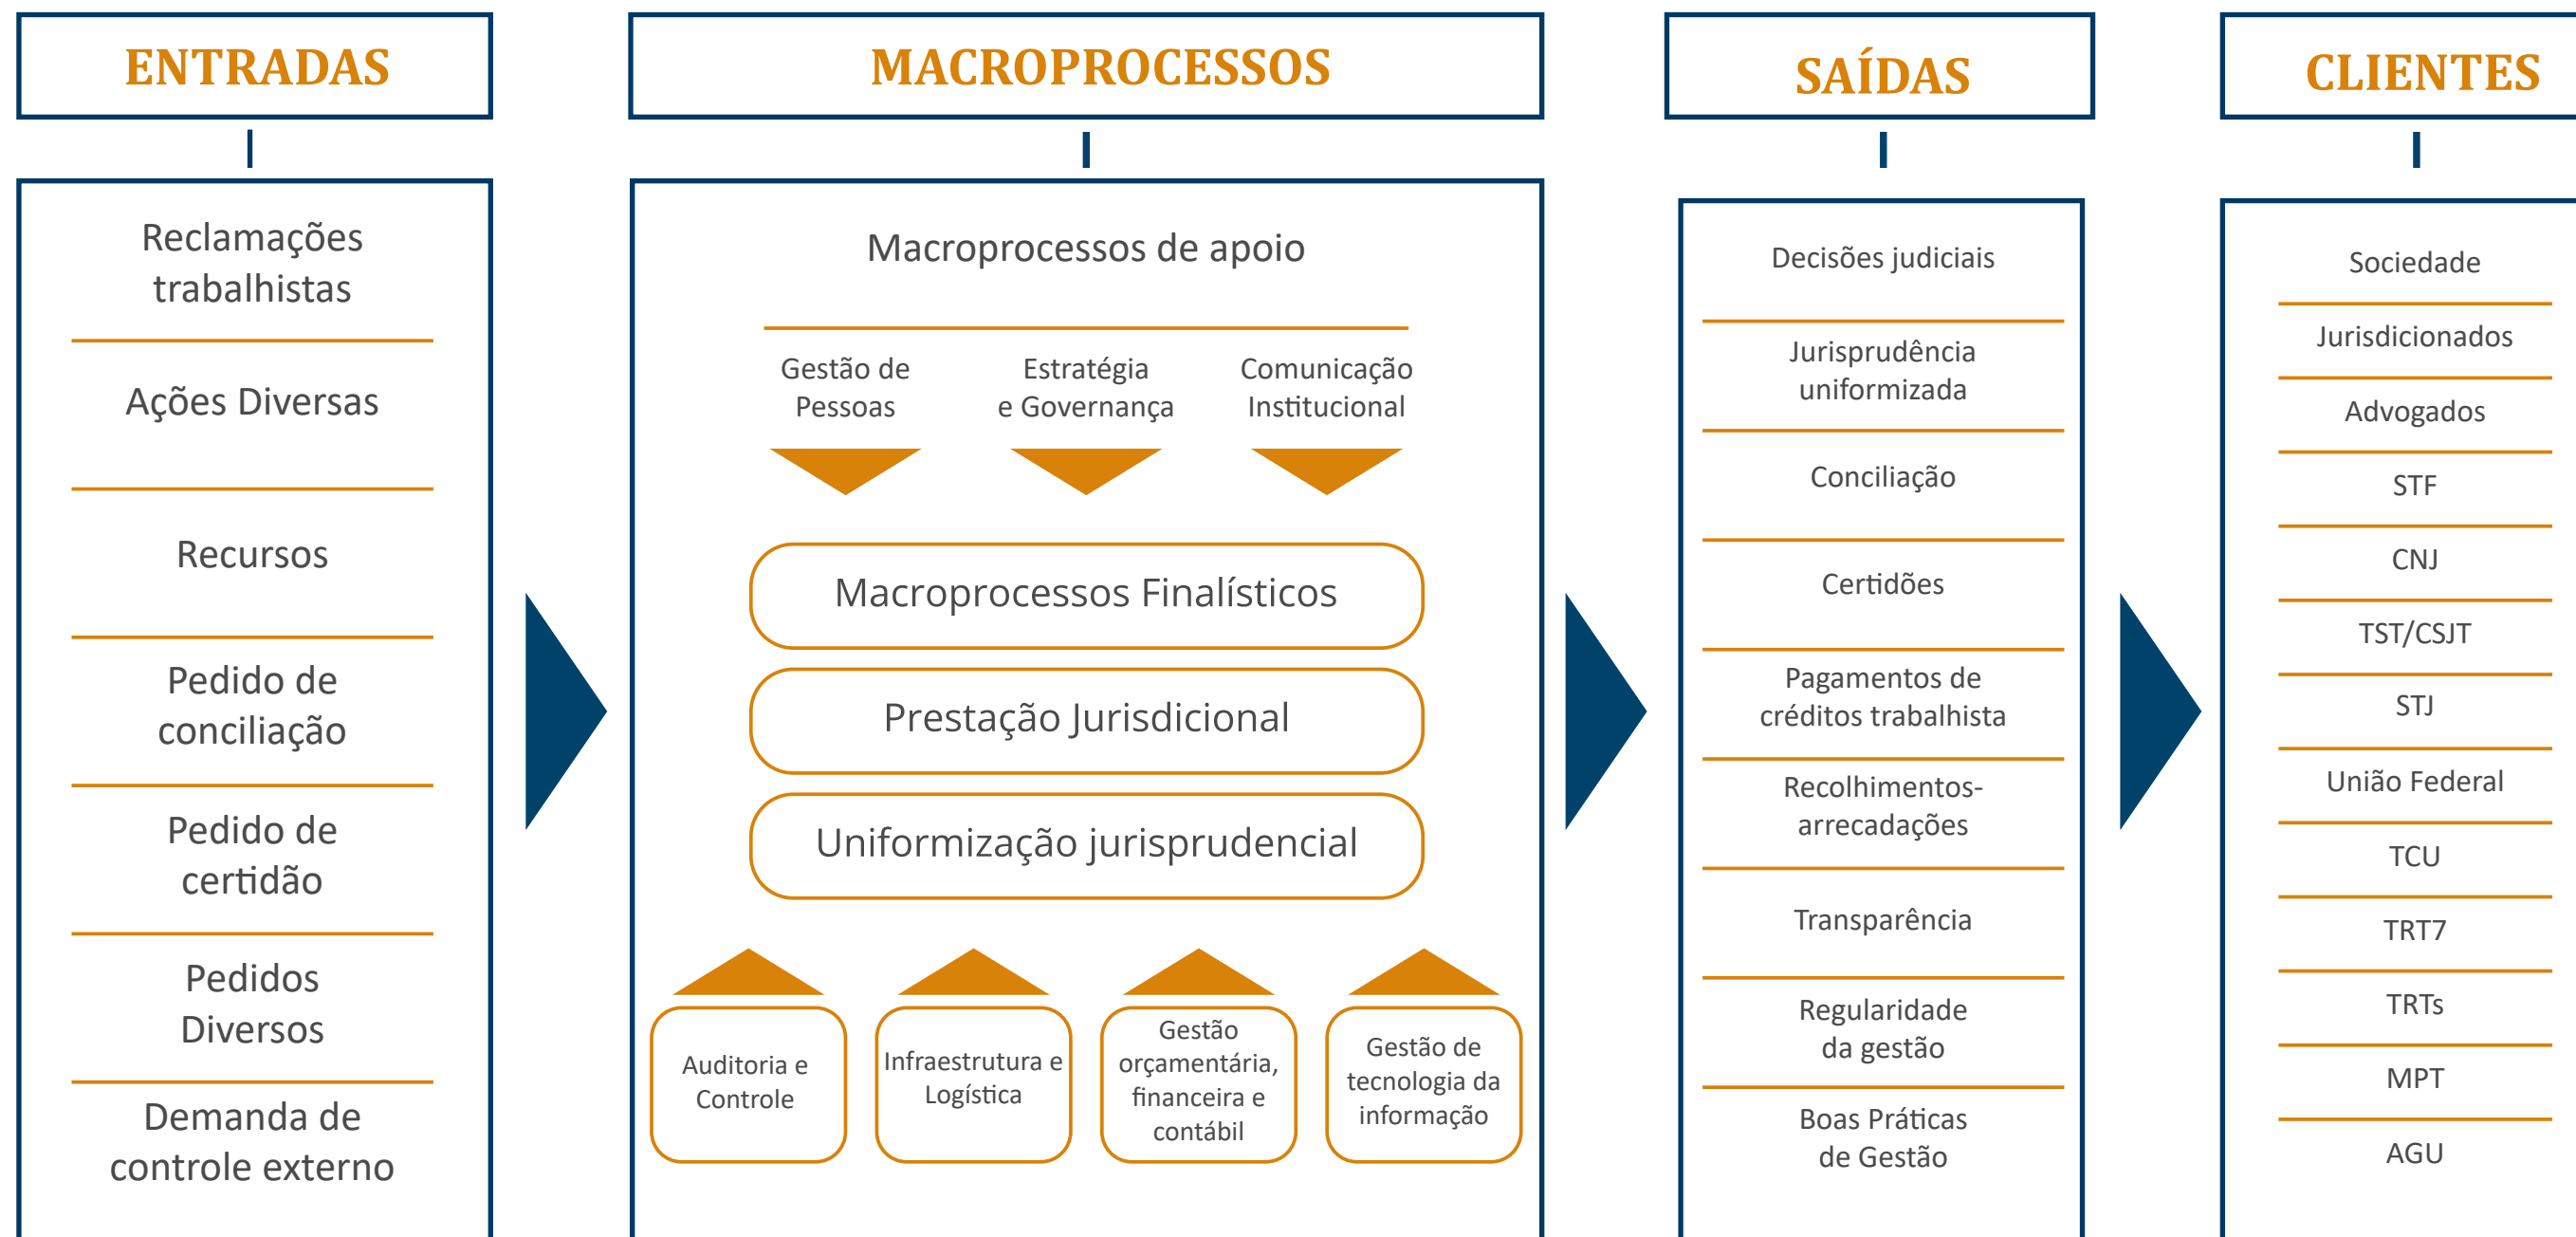 ENTRADAS
Reclamações
trabalhistas
Ações Diversas
Recursos
Pedido de
conciliação
Pedido de
certidão
Pedidos
Diversos
Demanda de
controle externo
MACROPROCESSOS
Macroprocessos de apoio
Gestão de
Pessoas
Estratégia
e Governança
Comunicação
Institucional
Macroprocessos Finalísticos
Prestação Jurisdicional
Uniformização jurisprudencial
Auditoria e
Controle
Infraestrutura e
Logística
Gestão
orçamentária,
financeira e
contábil
Gestão de
tecnologia da
informação
SAÍDAS
Decisões judiciais
Jurisprudência
uniformizada
Conciliação
Certidões
Pagamentos de
créditos trabalhista
Recolhimentos-
arrecadações
Transparência
Regularidade
da gestão
Boas Práticas
de Gestão
CLIENTES
Sociedade
Jurisdicionados
Advogados
STF
CNJ
TST/CSJT
STJ
União Federal
TCU
TRT7
TRTs
MPT
AGU